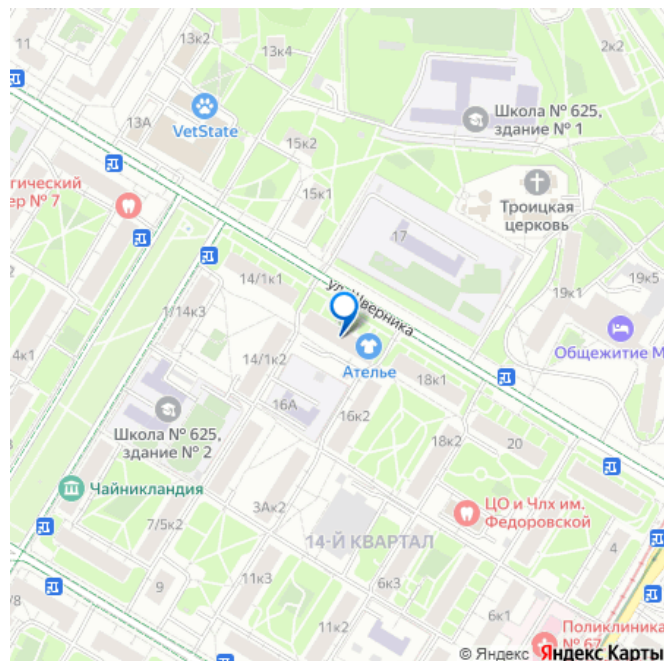 11
13к2
13к4
2к2
13А
VetState
Школа № 625,
здание № 1
15к2
гический
ер № 7
15к1
Троицкая
церковь
17
14/1к1
ул. Шверника
19к5
19к1
1/14к3
4к1
14/1к2
Ателье
Общежитие М
18к1
16А
16к2
Школа № 625,
здание № 2
18к2
20
Чайникландия
3Ак2
ЦО и Члх им.
Федоровской
7/5к2
14-Й КВАРТАЛ
4
11к3
6к3
9
/8
11к2
6к1
Поликлиника
№ 67
© Яндекс Яндекс Карты